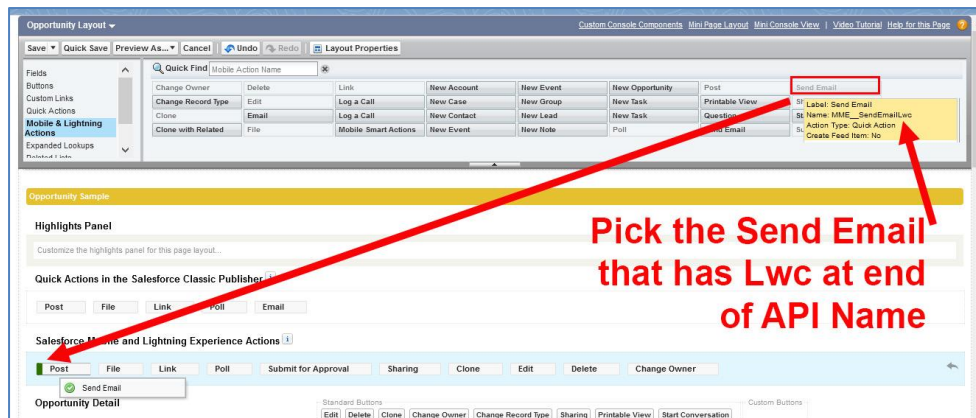 Opportunity Layout
Custom Console Components Mini Page Layout Mini Console View | Video Tutorial Help for this Page
Save Quick Save Preview As... Cancel Undo Redo Layout Properties
Fields
Buttons
Custom Links
Quick Actions
Mobile & Lightning
Actions
Expanded Lookups
Related Lists
Quick Find Mobile Action Name
Change Owner Delete Link New Account New Event New Opportunity Post Send Email
Change Record Type Edit Log a Call New Case New Group New Task Printable View
Clone Email Log a Call New Contact New Lead New Task Question
Clone with Related File Mobile Smart Actions New Event New Note Poll Send Email
Label: Send Email
Name: MME__SendEmailLwc
Action Type: Quick Action
Create Feed Item: No
Opportunity Sample
Highlights Panel
Customize the highlights panel for this page layout...
Pick the Send Email
that has Lwc at end
of API Name
Quick Actions in the Salesforce Classic Publisher
Post File Link Poll Email
Salesforce Mobile and Lightning Experience Actions
Post File Link Poll Submit for Approval Sharing Clone Edit Delete Change Owner
Send Email
Opportunity Detail
Standard Buttons
Edit Delete Clone Change Owner Change Record Type Sharing Printable View Start Conversation
Custom Buttons